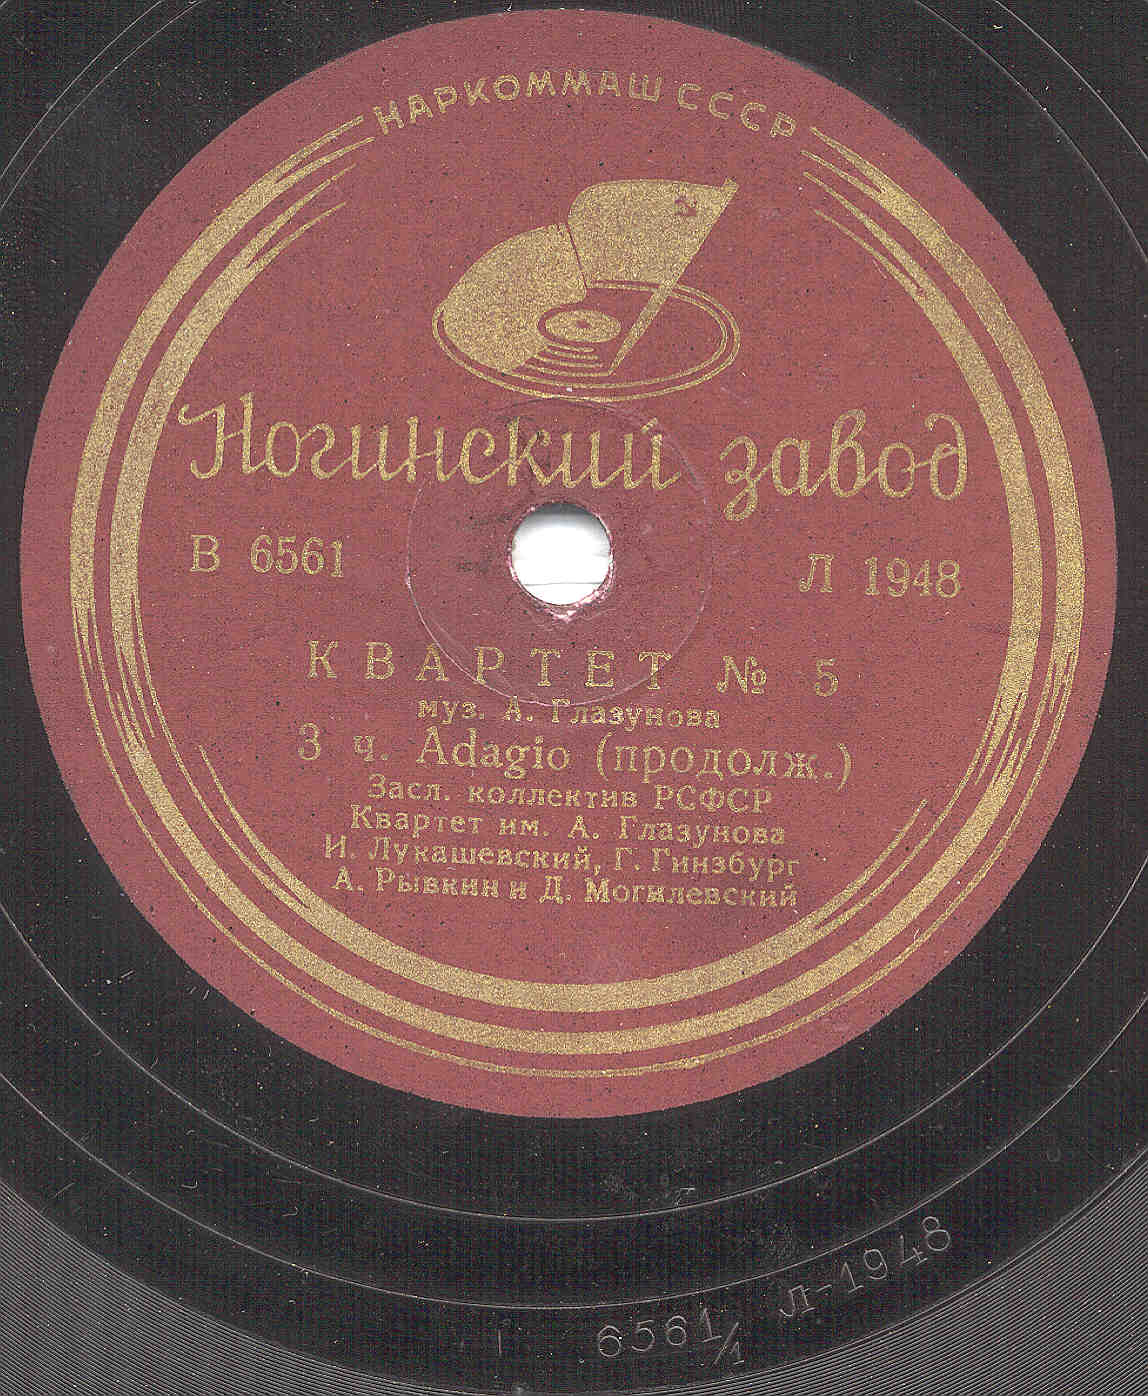 НАРКОММАШ СССР
Ногинский завод
В 6561 Л 1948
КВАРТЕТ № 5
муз. А. Глазунова
3 ч. Adagio (продолж.)
Засл. коллектив РСФСР
Квартет им. А. Глазунова
И. Лукашевский, Г. Гинзбург
А. Рывкин и Д. Могилевский
6561/1 Л-1948